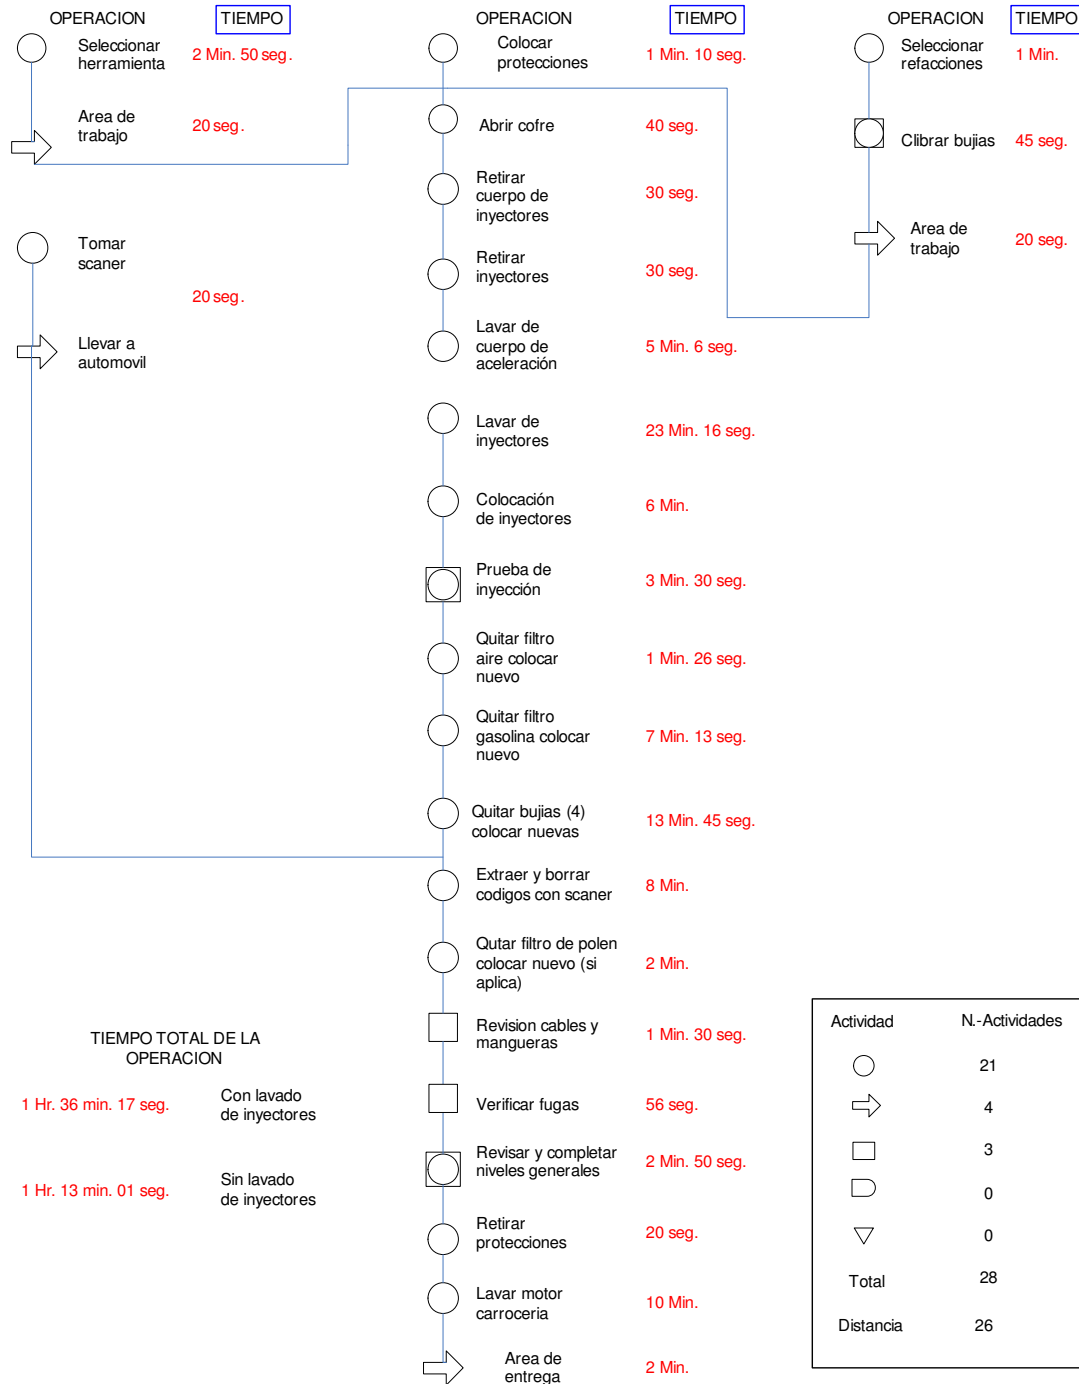 OPERACION
TIEMPO
Seleccionar
herramienta
2 Min. 50 seg.
Area de
trabajo
20 seg.
Tomar
scaner
20 seg.
Llevar a
automovil
OPERACION
TIEMPO
Colocar
protecciones
1 Min. 10 seg.
Abrir cofre
40 seg.
Retirar
cuerpo de
inyectores
30 seg.
Retirar
inyectores
30 seg.
Lavar de
cuerpo de
aceleración
5 Min. 6 seg.
Lavar de
inyectores
23 Min. 16 seg.
Colocación
de inyectores
6 Min.
Prueba de
inyección
3 Min. 30 seg.
Quitar filtro
aire colocar
nuevo
1 Min. 26 seg.
Quitar filtro
gasolina colocar
nuevo
7 Min. 13 seg.
Quitar bujias (4)
colocar nuevas
13 Min. 45 seg.
Extraer y borrar
codigos con scaner
8 Min.
Qutar filtro de polen
colocar nuevo (si
aplica)
2 Min.
Revision cables y
mangueras
1 Min. 30 seg.
Verificar fugas
56 seg.
Revisar y completar
niveles generales
2 Min. 50 seg.
Retirar
protecciones
20 seg.
Lavar motor
carroceria
10 Min.
Area de
entrega
2 Min.
OPERACION
TIEMPO
Seleccionar
refacciones
1 Min.
Clibrar bujias
45 seg.
Area de
trabajo
20 seg.
TIEMPO TOTAL DE LA
OPERACION
1 Hr. 36 min. 17 seg.
Con lavado
de inyectores
1 Hr. 13 min. 01 seg.
Sin lavado
de inyectores
Actividad N.-Actividades
21
4
3
0
0
Total 28
Distancia 26